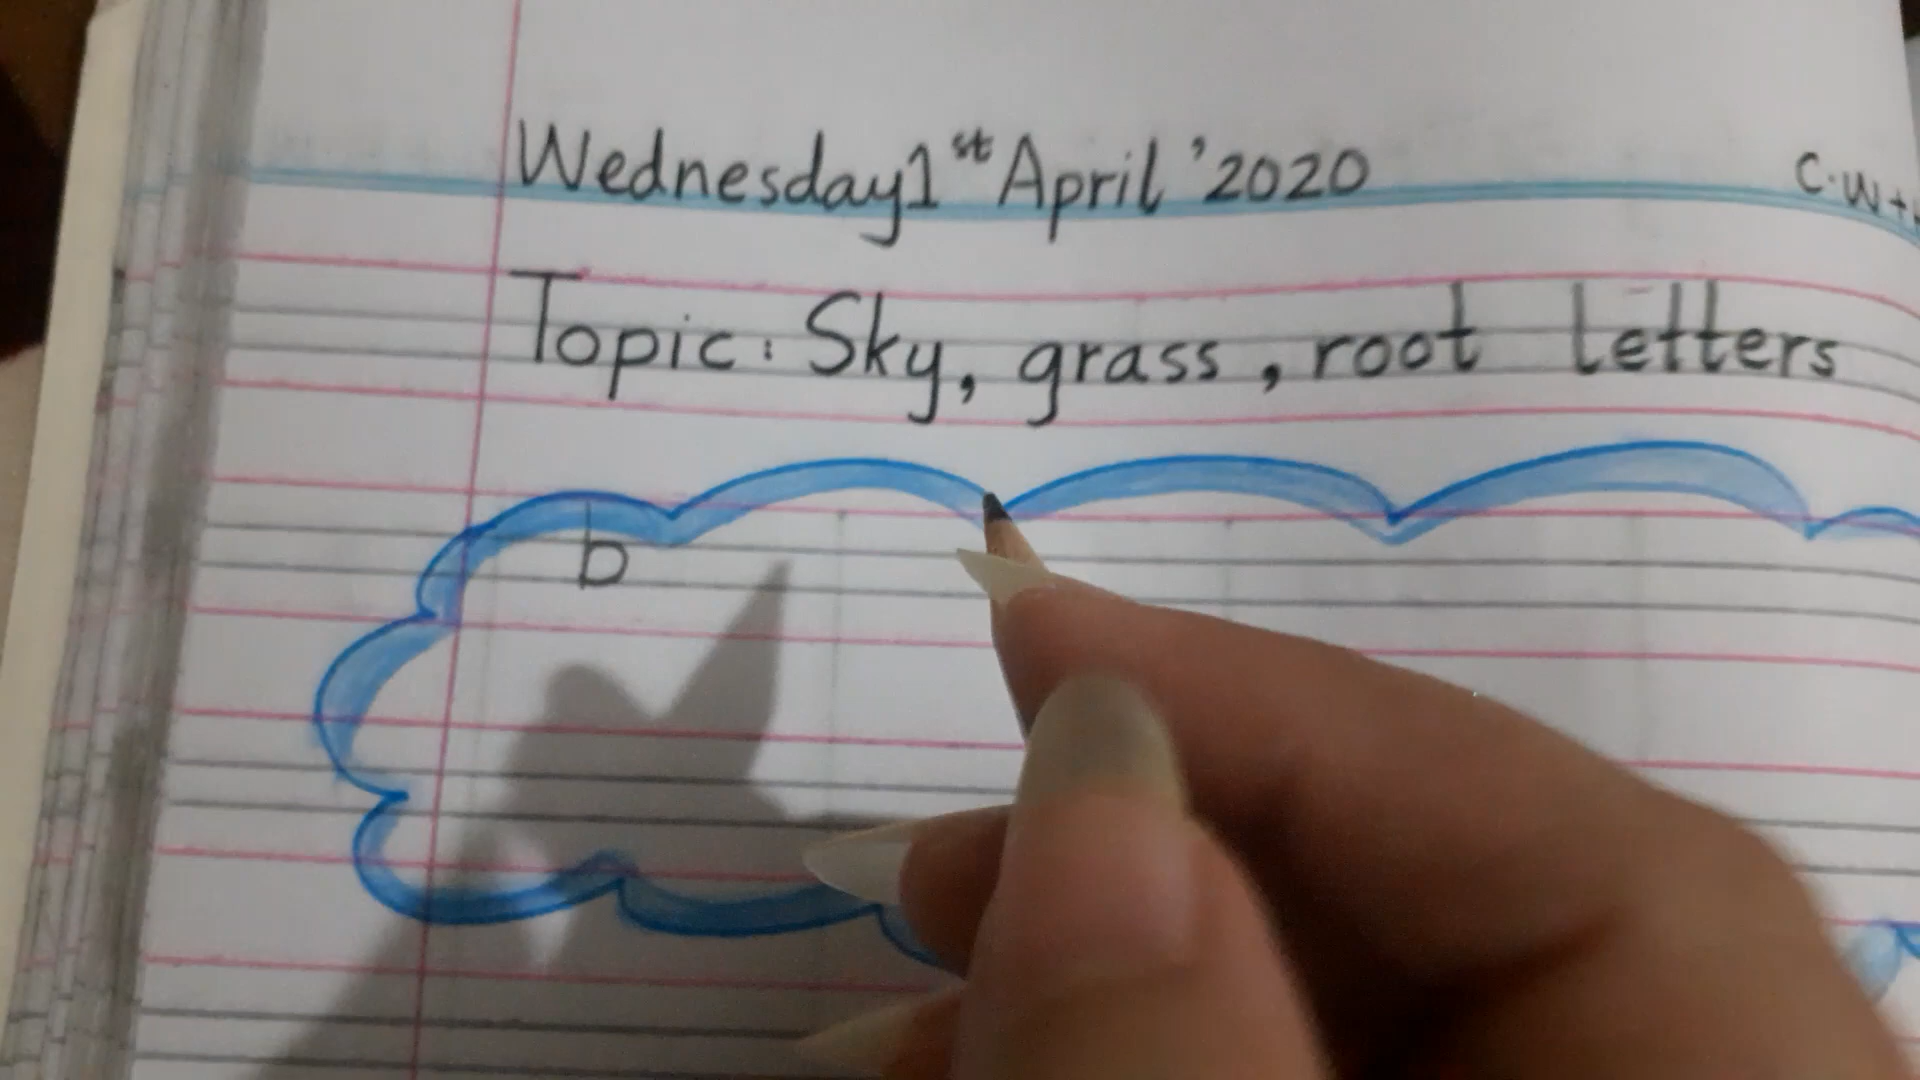 Wednesday 1st April '2020
C.W+
Topic: Sky, grass, root letters
b